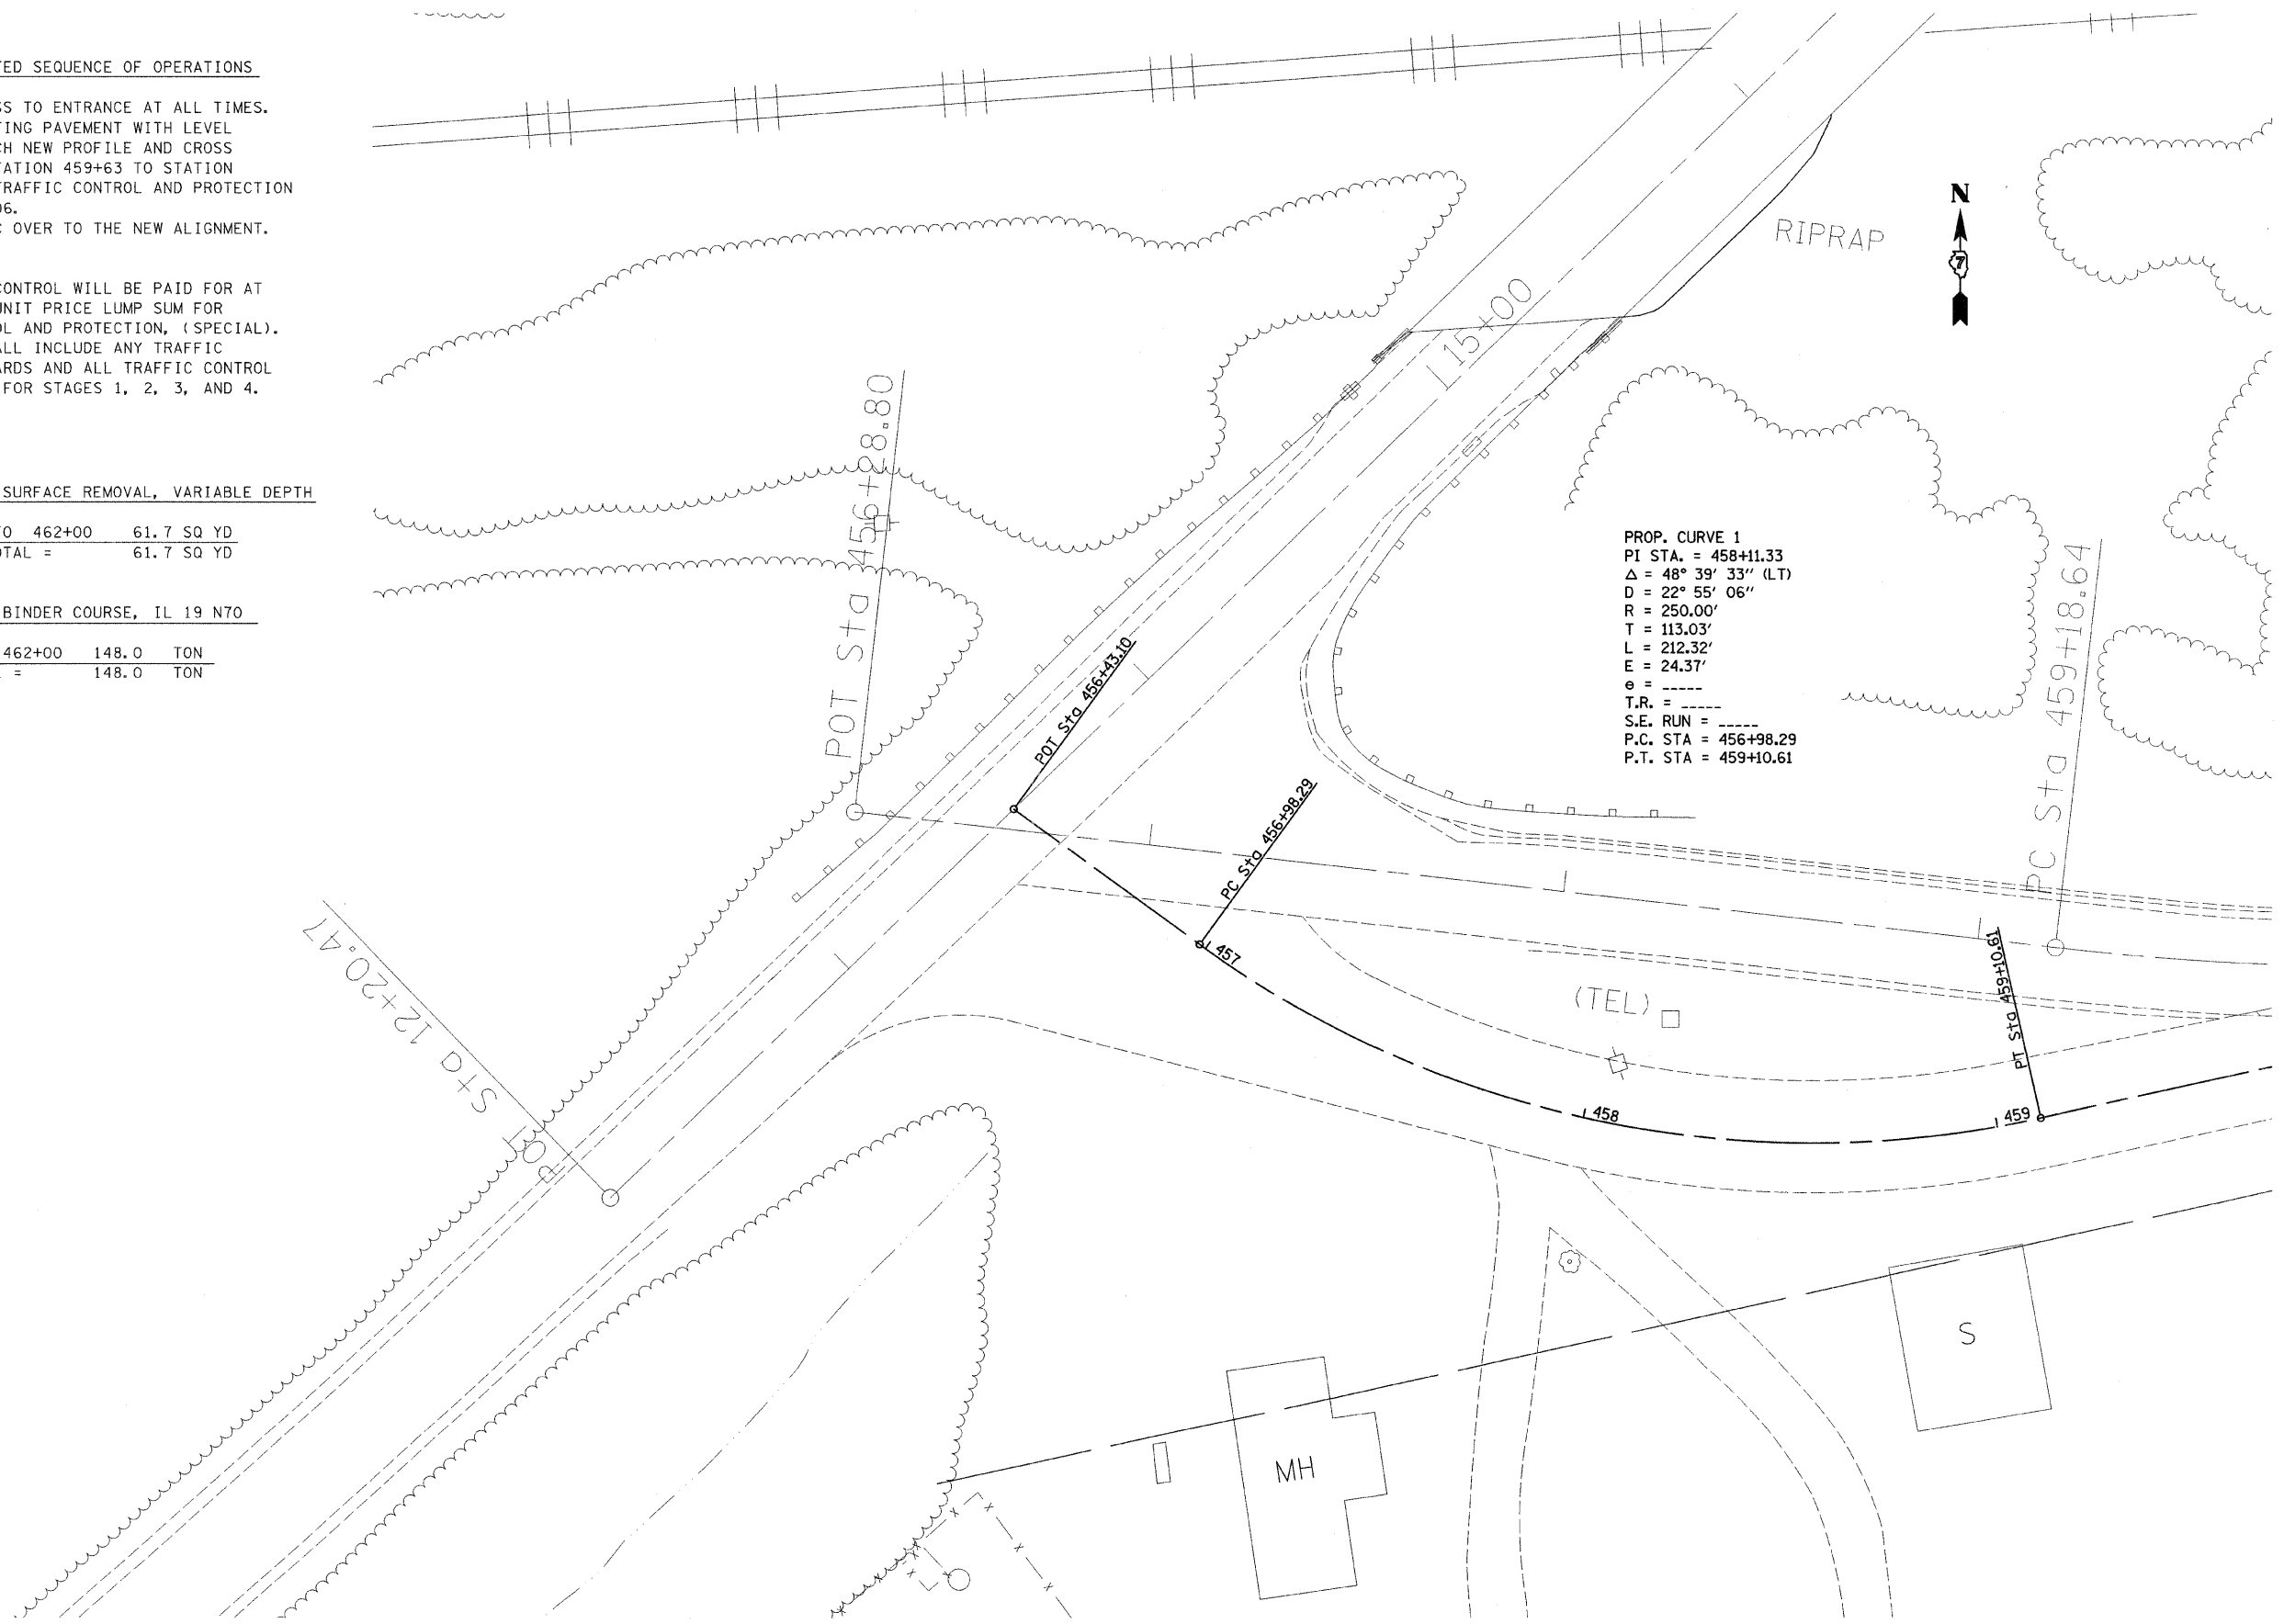 TED SEQUENCE OF OPERATIONS
SS TO ENTRANCE AT ALL TIMES.
TING PAVEMENT WITH LEVEL
CH NEW PROFILE AND CROSS
TATION 459+63 TO STATION
TRAFFIC CONTROL AND PROTECTION
06.
C OVER TO THE NEW ALIGNMENT.
CONTROL WILL BE PAID FOR AT
UNIT PRICE LUMP SUM FOR
OL AND PROTECTION, (SPECIAL).
ALL INCLUDE ANY TRAFFIC
ARDS AND ALL TRAFFIC CONTROL
FOR STAGES 1, 2, 3, AND 4.
SURFACE REMOVAL, VARIABLE DEPTH
TO 462+00 61.7 SQ YD
OTAL = 61.7 SQ YD
BINDER COURSE, IL 19 N70
462+00 148.0 TON
= 148.0 TON
N
7
RIPRAP
15+00
POT Sta 456+28.80
POT Sta 456+43.10
PC Sta 456+98.29
PROP. CURVE 1
PI STA. = 458+11.33
Δ = 48° 39' 33" (LT)
D = 22° 55' 06"
R = 250.00'
T = 113.03'
L = 212.32'
E = 24.37'
e = -----
T.R. = -----
S.E. RUN = -----
P.C. STA = 456+98.29
P.T. STA = 459+10.61
PC Sta 459+18.64
PT Sta 459+10.61
POT Sta 12+20.47
457
(TEL)
458
459
S
MH